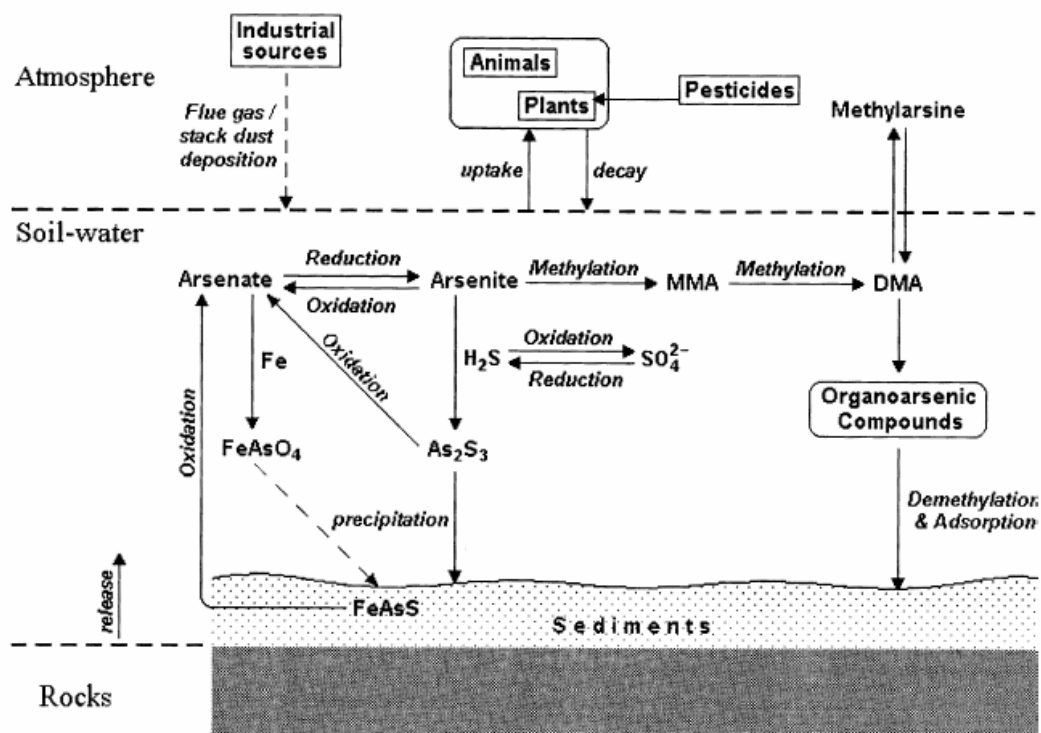 Industrial
sources
Atmosphere
Animals
Plants
Pesticides
Methylarsine
Flue gas /
stack dust
deposition
uptake
decay
Soil-water
Reduction
Arsenate
Arsenite
Methylation
MMA
Methylation
DMA
Oxidation
Oxidation
Fe
H₂S
Oxidation
SO₄²⁻
Reduction
Organoarsenic
Compounds
Oxidation
FeAsO₄
As₂S₃
precipitation
Demethylation
& Adsorption
release
FeAsS
Sediments
Rocks